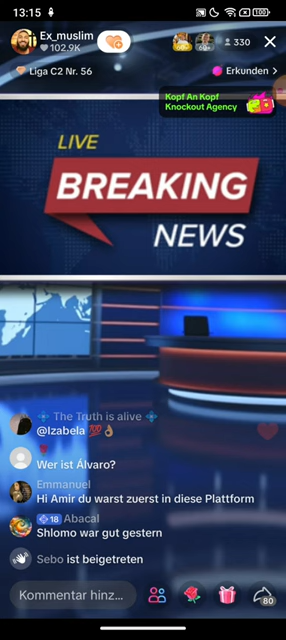 13:15
100
Ex_muslim
102.9K
330
Liga C2 Nr. 56
Erkunden >
Kopf An Kopf
Knockout Agency
LIVE
BREAKING
NEWS
The Truth is alive
@Izabela 💯👌🏽
Wer ist Álvaro?
Emmanuel
Hi Amir du warst zuerst in diese Plattform
18 Abacal
Shlomo war gut gestern
Sebo ist beigetreten
Kommentar hinz...
80